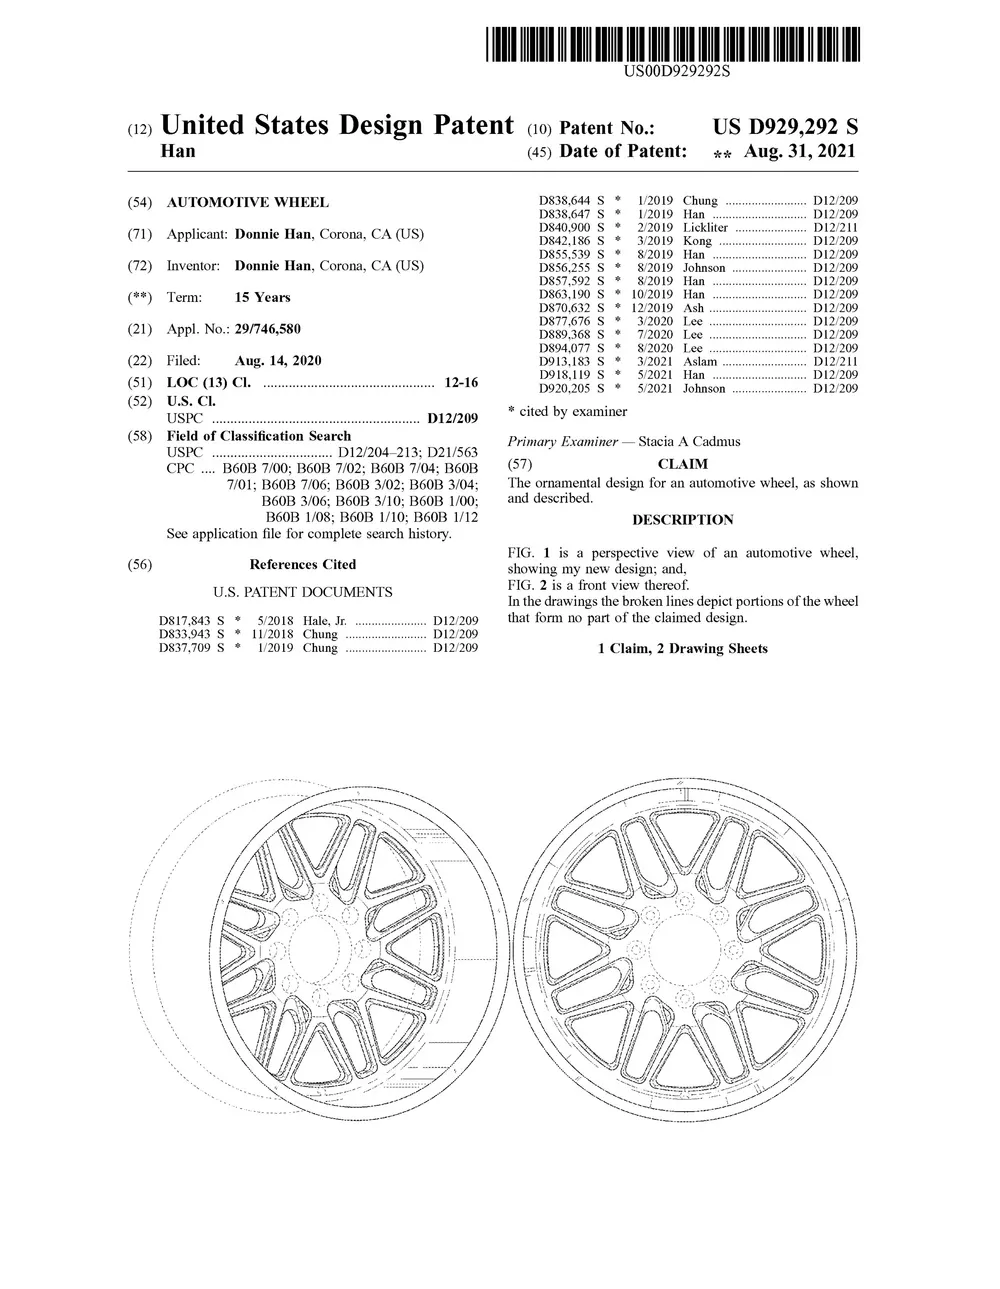 US00D929292S
(12) United States Design Patent
Han
(10) Patent No.: US D929,292 S
(45) Date of Patent: ** Aug. 31, 2021
(54) AUTOMOTIVE WHEEL
(71) Applicant: Donnie Han, Corona, CA (US)
(72) Inventor: Donnie Han, Corona, CA (US)
(**) Term: 15 Years
(21) Appl. No.: 29/746,580
(22) Filed: Aug. 14, 2020
(51) LOC (13) Cl. ............................................... 12-16
(52) U.S. Cl.
USPC ......................................................... D12/209
(58) Field of Classification Search
USPC ................................. D12/204–213; D21/563
CPC .... B60B 7/00; B60B 7/02; B60B 7/04; B60B
7/01; B60B 7/06; B60B 3/02; B60B 3/04;
B60B 3/06; B60B 3/10; B60B 1/00;
B60B 1/08; B60B 1/10; B60B 1/12
See application file for complete search history.
(56) References Cited
U.S. PATENT DOCUMENTS
D817,843 S * 5/2018 Hale, Jr. ...................... D12/209
D833,943 S * 11/2018 Chung ......................... D12/209
D837,709 S * 1/2019 Chung ......................... D12/209
D838,644 S * 1/2019 Chung ......................... D12/209
D838,647 S * 1/2019 Han ............................. D12/209
D840,900 S * 2/2019 Lickliter ...................... D12/211
D842,186 S * 3/2019 Kong ........................... D12/209
D855,539 S * 8/2019 Han ............................. D12/209
D856,255 S * 8/2019 Johnson ....................... D12/209
D857,592 S * 8/2019 Han ............................. D12/209
D863,190 S * 10/2019 Han ............................. D12/209
D870,632 S * 12/2019 Ash .............................. D12/209
D877,676 S * 3/2020 Lee .............................. D12/209
D889,368 S * 7/2020 Lee .............................. D12/209
D894,077 S * 8/2020 Lee .............................. D12/209
D913,183 S * 3/2021 Aslam .......................... D12/211
D918,119 S * 5/2021 Han ............................. D12/209
D920,205 S * 5/2021 Johnson ....................... D12/209
* cited by examiner
Primary Examiner — Stacia A Cadmus
(57) CLAIM
The ornamental design for an automotive wheel, as shown
and described.
DESCRIPTION
FIG. 1 is a perspective view of an automotive wheel,
showing my new design; and,
FIG. 2 is a front view thereof.
In the drawings the broken lines depict portions of the wheel
that form no part of the claimed design.
1 Claim, 2 Drawing Sheets